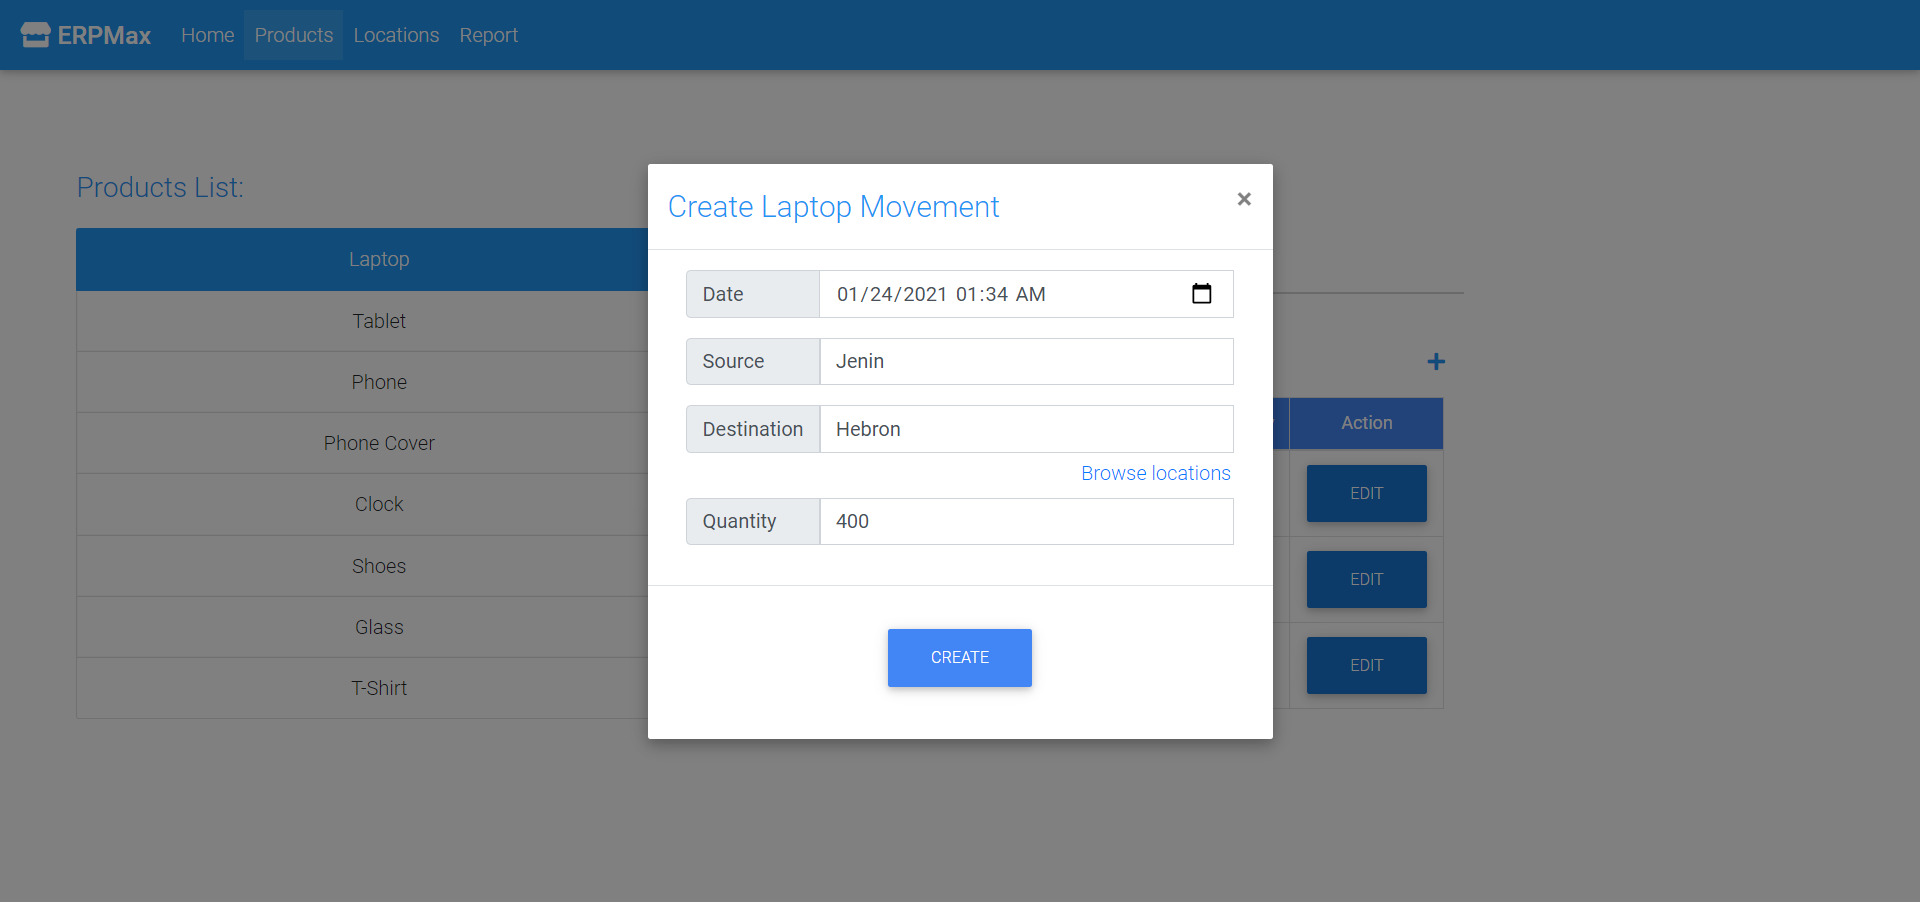 ERPMax Home Products Locations Report
Products List:
Laptop
Tablet
Phone
Phone Cover
Clock
Shoes
Glass
T-Shirt
Create Laptop Movement ×
Date 01/24/2021 01:34 AM
Source Jenin
Destination Hebron
Browse locations
Quantity 400
CREATE
+
Action
EDIT
EDIT
EDIT